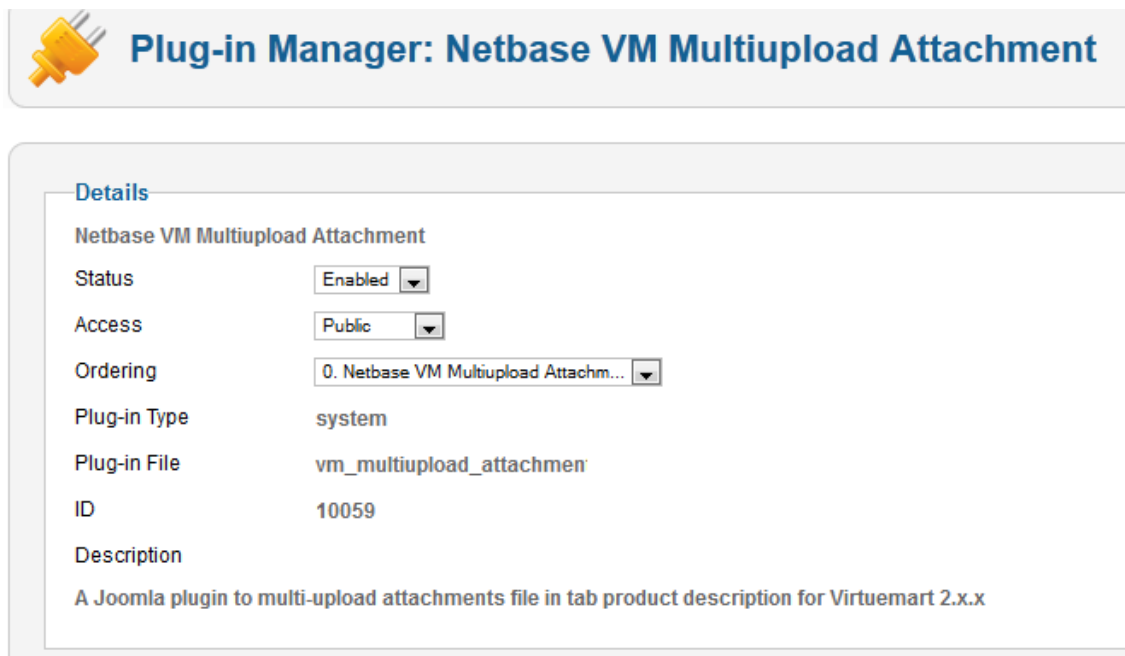 Plug-in Manager: Netbase VM Multiupload Attachment
Details
Netbase VM Multiupload Attachment
Status Enabled
Access Public
Ordering 0. Netbase VM Multiupload Attachm...
Plug-in Type system
Plug-in File vm_multiupload_attachmen
ID 10059
Description
A Joomla plugin to multi-upload attachments file in tab product description for Virtuemart 2.x.x